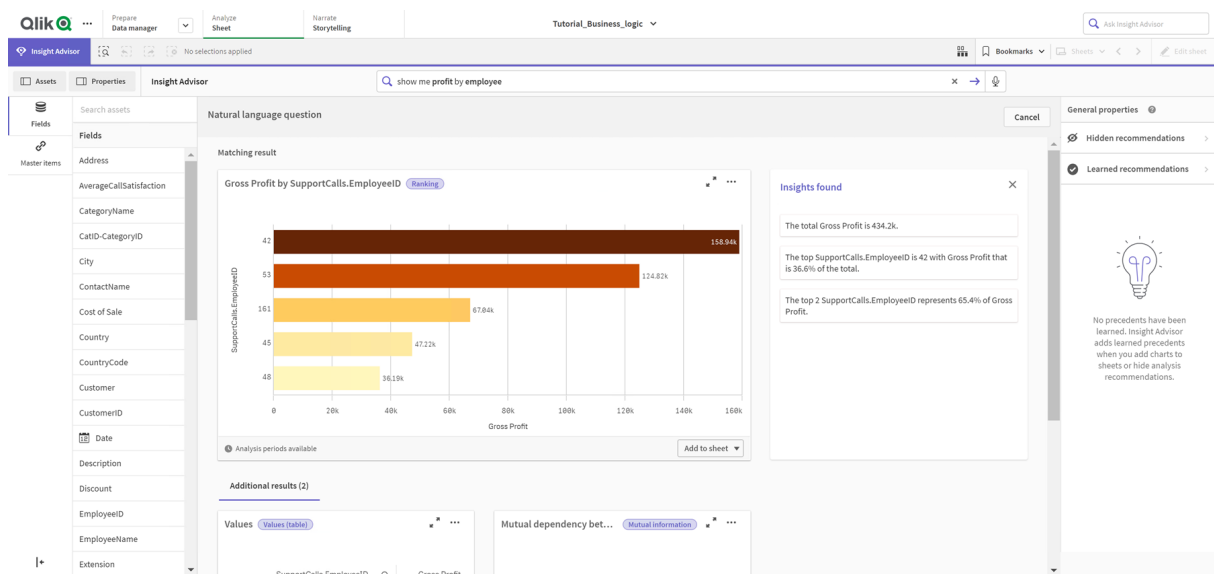 Qlik
Prepare
Data manager
Analyze
Sheet
Narrate
Storytelling
Tutorial_Business_logic
Ask Insight Advisor
Insight Advisor
No selections applied
Bookmarks
Sheets
Edit sheet
Assets
Properties
Insight Advisor
show me profit by employee
Fields
Master items
Search assets
Fields
Address
AverageCallSatisfaction
CategoryName
CatID-CategoryID
City
ContactName
Cost of Sale
Country
CountryCode
Customer
CustomerID
Date
Description
Discount
EmployeeID
EmployeeName
Extension
Natural language question
Cancel
Matching result
Gross Profit by SupportCalls.EmployeeID
Ranking
SupportCalls.EmployeeID
42
158.94k
53
124.82k
161
67.04k
45
47.22k
48
36.19k
0 20k 40k 60k 80k 100k 120k 140k 160k
Gross Profit
Analysis periods available
Add to sheet
Insights found
The total Gross Profit is 434.2k.
The top SupportCalls.EmployeeID is 42 with Gross Profit that
is 36.6% of the total.
The top 2 SupportCalls.EmployeeID represents 65.4% of Gross
Profit.
Additional results (2)
Values
Values (table)
SupportCalls.EmployeeID
Gross Profit
Mutual dependency bet...
Mutual information
General properties
Hidden recommendations
Learned recommendations
No precedents have been
learned. Insight Advisor
adds learned precedents
when you add charts to
sheets or hide analysis
recommendations.